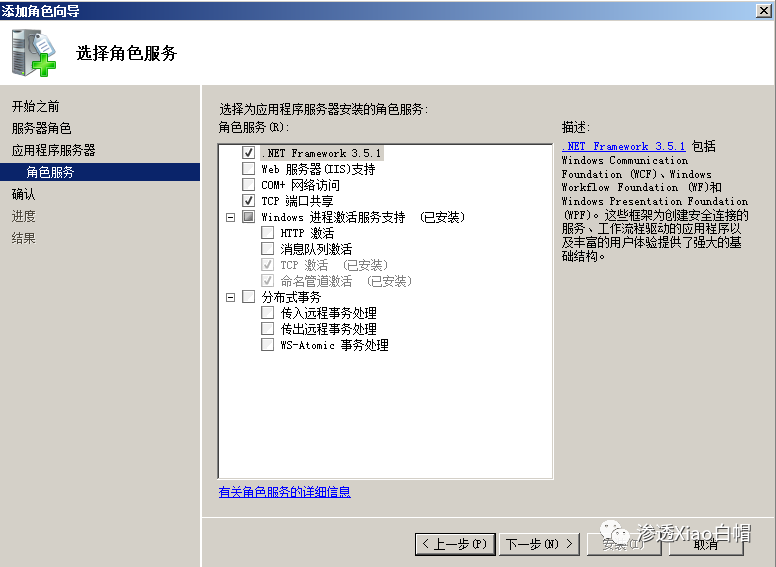 添加角色向导
选择角色服务
开始之前
服务器角色
应用程序服务器
角色服务
确认
进度
结果
选择为应用程序服务器安装的角色服务:
角色服务(R):
.NET Framework 3.5.1
Web 服务器(IIS)支持
COM+ 网络访问
TCP 端口共享
Windows 进程激活服务支持 (已安装)
HTTP 激活
消息队列激活
TCP 激活 (已安装)
命名管道激活 (已安装)
分布式事务
传入远程事务处理
传出远程事务处理
WS-Atomic 事务处理
有关角色服务的详细信息
描述:
.NET Framework 3.5.1 包括
Windows Communication
Foundation (WCF)、Windows
Workflow Foundation (WF)和
Windows Presentation Foundation
(WPF)。这些框架为创建安全连接的
服务、工作流程驱动的应用程序以
及丰富的用户体验提供了强大的基
础结构。
< 上一步(P) 下一步(N) > 安装(I) 取消
渗透Xiao白帽